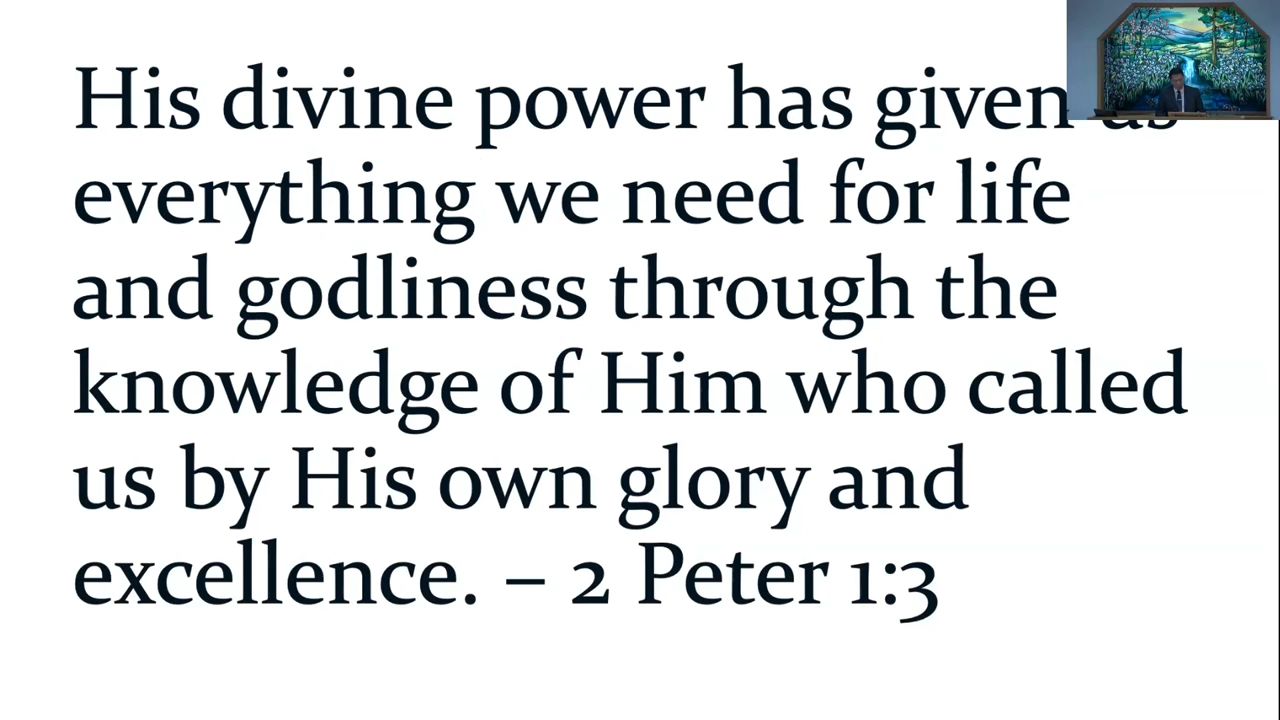 His divine power has given us
everything we need for life
and godliness through the
knowledge of Him who called
us by His own glory and
excellence. – 2 Peter 1:3